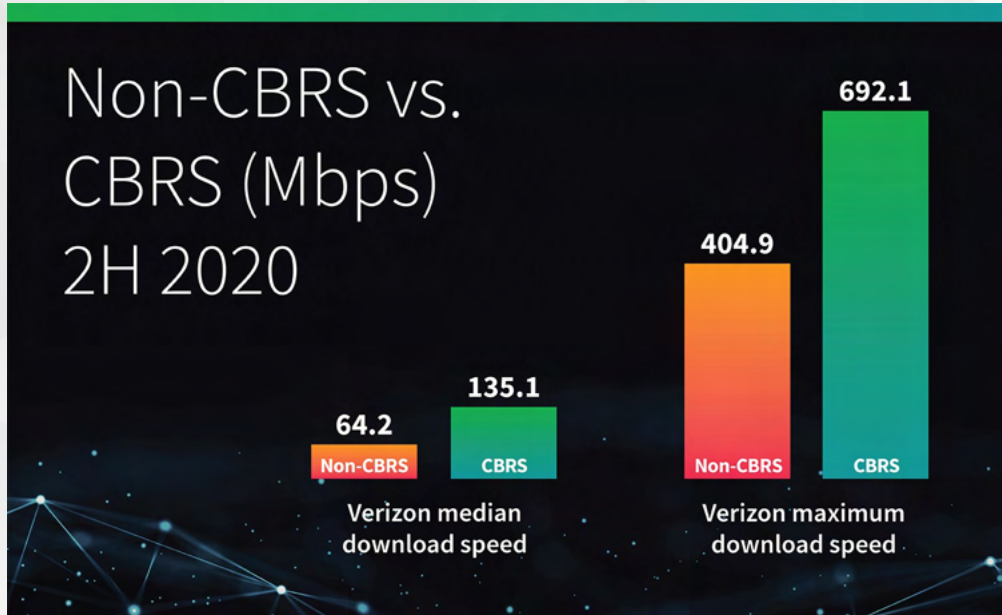 Non-CBRS vs.
CBRS (Mbps)
2H 2020
64.2
Non-CBRS
135.1
CBRS
Verizon median
download speed
404.9
Non-CBRS
692.1
CBRS
Verizon maximum
download speed